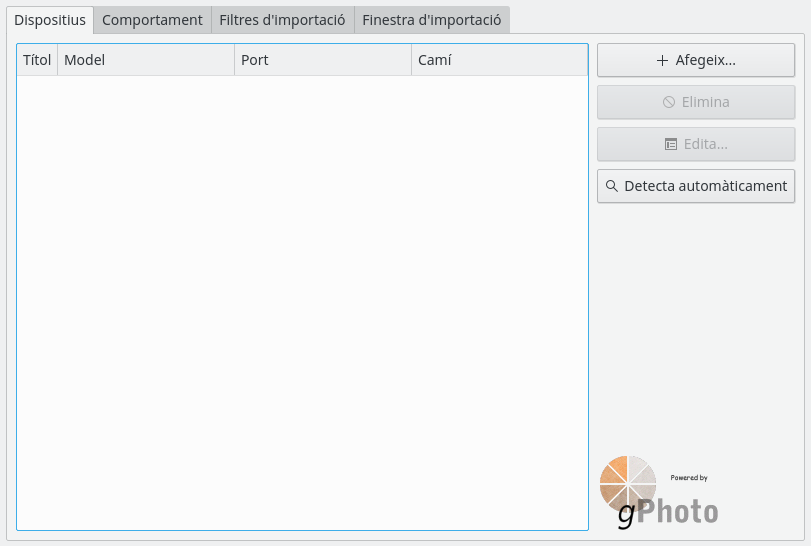 Dispositius Comportament Filtres d'importació Finestra d'importació
Títol Model Port Camí
Afegeix...
Elimina
Edita...
Detecta automàticament
Powered by
gPhoto